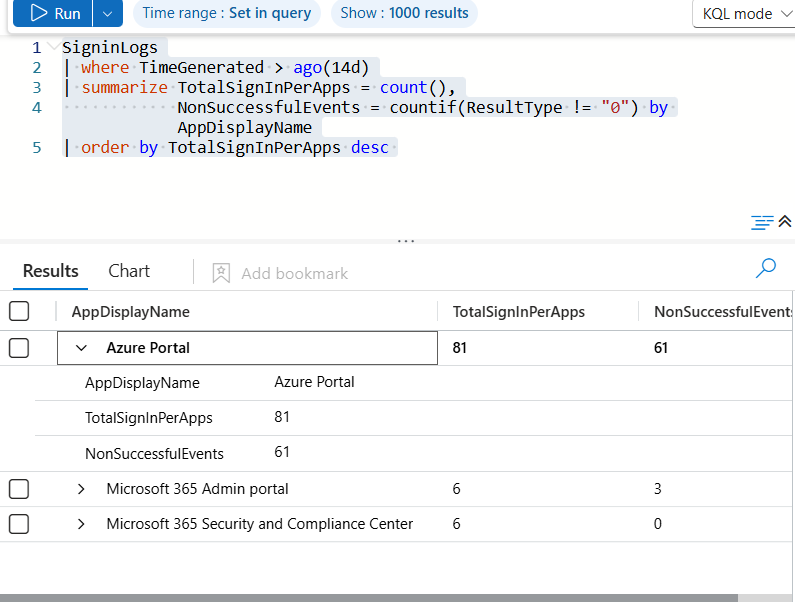 Run
Time range : Set in query
Show : 1000 results
KQL mode
1 SigninLogs
2 | where TimeGenerated > ago(14d)
3 | summarize TotalSignInPerApps = count(),
4 NonSuccessfulEvents = countif(ResultType != "0") by
AppDisplayName
5 | order by TotalSignInPerApps desc
...
Results Chart Add bookmark
AppDisplayName TotalSignInPerApps NonSuccessfulEvents
Azure Portal 81 61
AppDisplayName Azure Portal
TotalSignInPerApps 81
NonSuccessfulEvents 61
Microsoft 365 Admin portal 6 3
Microsoft 365 Security and Compliance Center 6 0